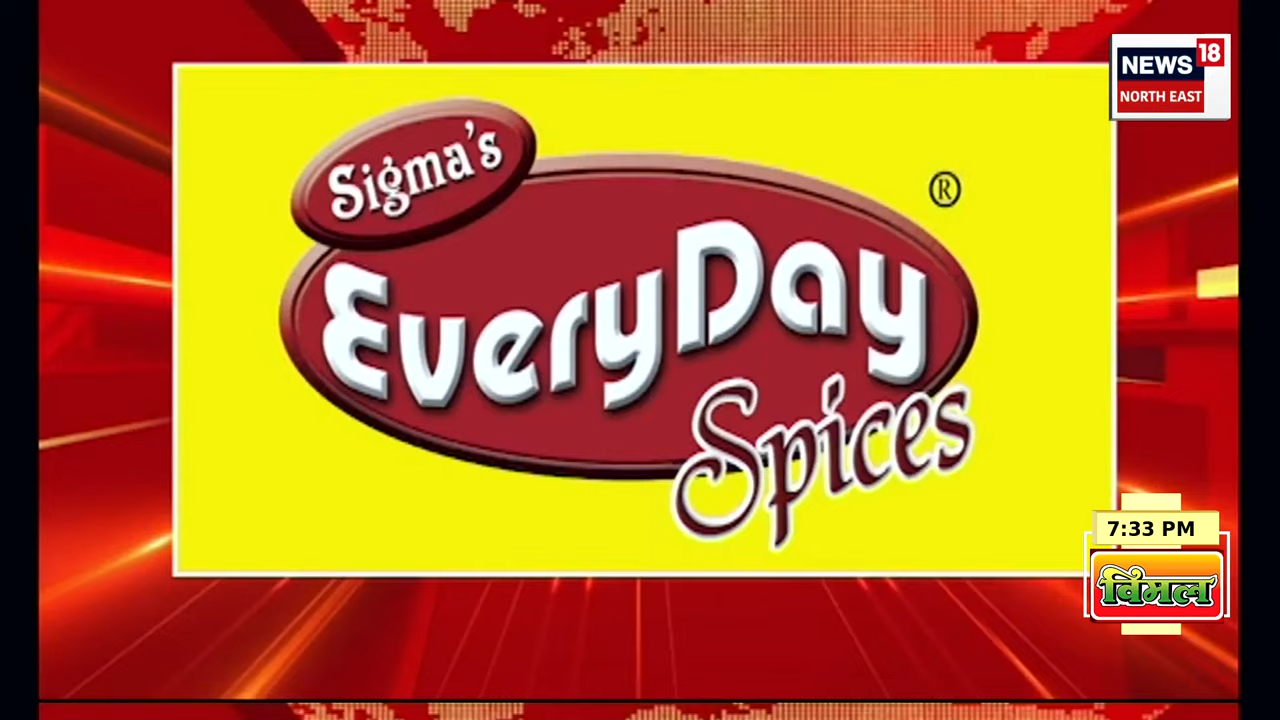 NEWS 18
NORTH EAST
Sigma's
EveryDay
®
Spices
7:33 PM
विमल